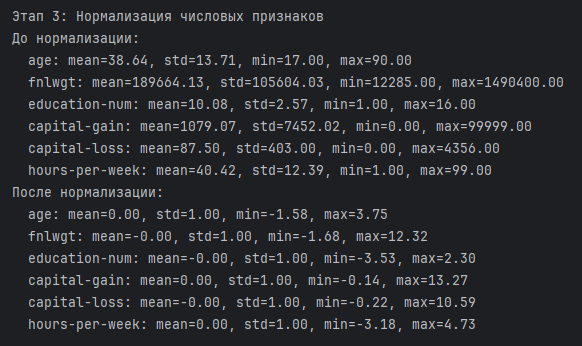 Этап 3: Нормализация числовых признаков
До нормализации:
age: mean=38.64, std=13.71, min=17.00, max=90.00
fnlwgt: mean=189664.13, std=105604.03, min=12285.00, max=1490400.00
education-num: mean=10.08, std=2.57, min=1.00, max=16.00
capital-gain: mean=1079.07, std=7452.02, min=0.00, max=99999.00
capital-loss: mean=87.50, std=403.00, min=0.00, max=4356.00
hours-per-week: mean=40.42, std=12.39, min=1.00, max=99.00
После нормализации:
age: mean=0.00, std=1.00, min=-1.58, max=3.75
fnlwgt: mean=-0.00, std=1.00, min=-1.68, max=12.32
education-num: mean=-0.00, std=1.00, min=-3.53, max=2.30
capital-gain: mean=0.00, std=1.00, min=-0.14, max=13.27
capital-loss: mean=-0.00, std=1.00, min=-0.22, max=10.59
hours-per-week: mean=0.00, std=1.00, min=-3.18, max=4.73